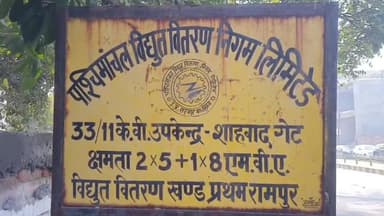 पश्चिमांचल विद्युत वितरण निगम लिमिटेड
33/11 के.वी. उपकेन्द्र - शाहबाद गेट
क्षमता 2×5+1×8 एम.वी.ए.
विद्युत वितरण खण्ड प्रथम रामपुर